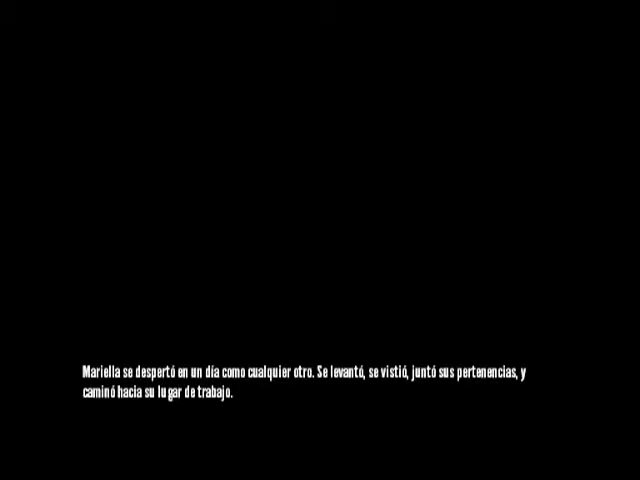 Mariella se despertó en un día como cualquier otro. Se levantó, se vistió, juntó sus pertenencias, y
caminó hacia su lugar de trabajo.